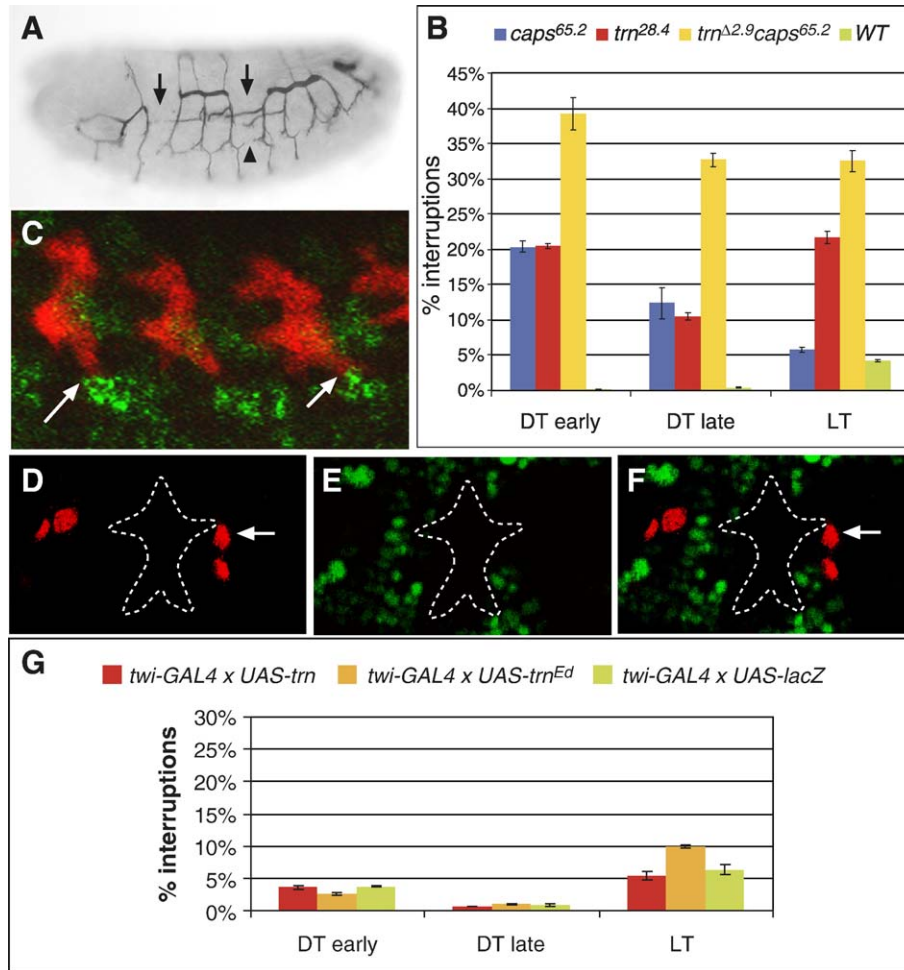 A
B
caps65.2 trn28.4 trnΔ2.9caps65.2 WT
45%
40%
35%
30%
25%
20%
15%
10%
5%
0%
% interruptions
DT early DT late LT
C
D
E
F
G
twi-GAL4 x UAS-trn twi-GAL4 x UAS-trnEd twi-GAL4 x UAS-lacZ
30%
25%
20%
15%
10%
5%
0%
% interruptions
DT early DT late LT